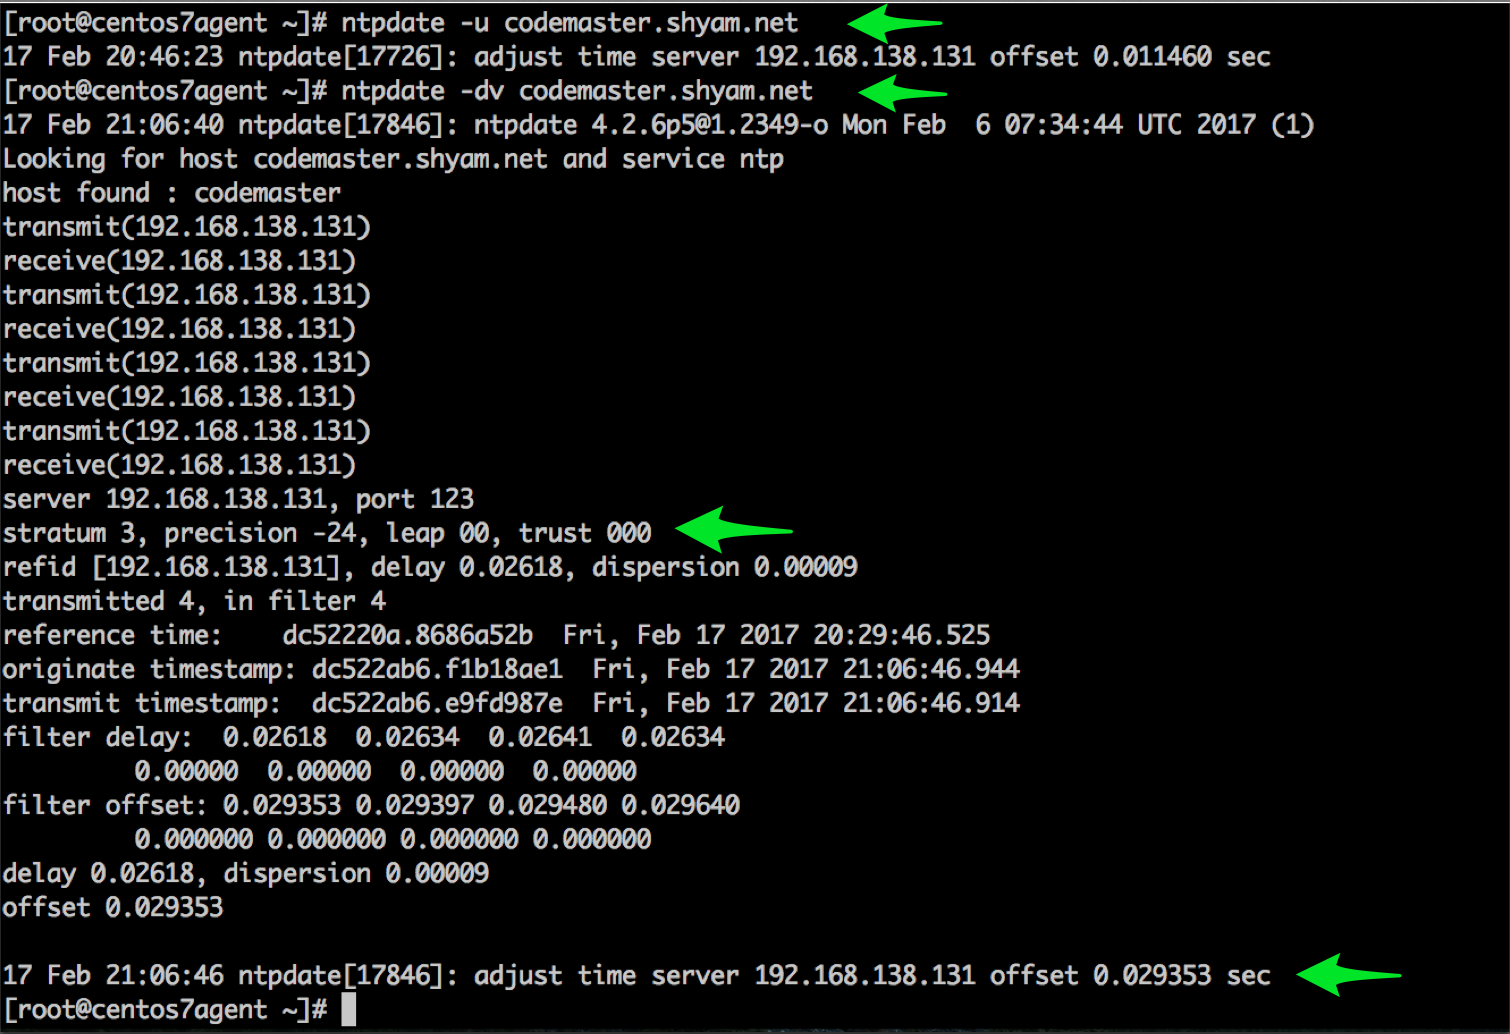 [root@centos7agent ~]# ntpdate -u codemaster.shyam.net
17 Feb 20:46:23 ntpdate[17726]: adjust time server 192.168.138.131 offset 0.011460 sec
[root@centos7agent ~]# ntpdate -dv codemaster.shyam.net
17 Feb 21:06:40 ntpdate[17846]: ntpdate 4.2.6p5@1.2349-o Mon Feb  6 07:34:44 UTC 2017 (1)
Looking for host codemaster.shyam.net and service ntp
host found : codemaster
transmit(192.168.138.131)
receive(192.168.138.131)
transmit(192.168.138.131)
receive(192.168.138.131)
transmit(192.168.138.131)
receive(192.168.138.131)
transmit(192.168.138.131)
receive(192.168.138.131)
server 192.168.138.131, port 123
stratum 3, precision -24, leap 00, trust 000
refid [192.168.138.131], delay 0.02618, dispersion 0.00009
transmitted 4, in filter 4
reference time:    dc52220a.8686a52b  Fri, Feb 17 2017 20:29:46.525
originate timestamp: dc522ab6.f1b18ae1  Fri, Feb 17 2017 21:06:46.944
transmit timestamp:  dc522ab6.e9fd987e  Fri, Feb 17 2017 21:06:46.914
filter delay:  0.02618  0.02634  0.02641  0.02634
         0.00000  0.00000  0.00000  0.00000
filter offset: 0.029353 0.029397 0.029480 0.029640
         0.000000 0.000000 0.000000 0.000000
delay 0.02618, dispersion 0.00009
offset 0.029353
17 Feb 21:06:46 ntpdate[17846]: adjust time server 192.168.138.131 offset 0.029353 sec
[root@centos7agent ~]#